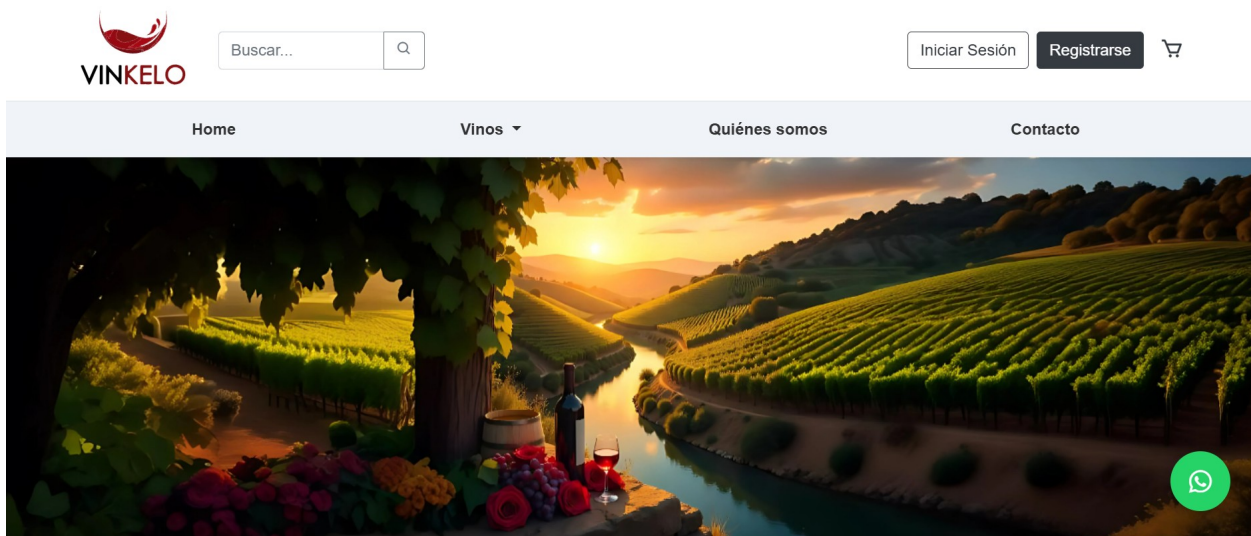 VINKELO
Buscar...
Iniciar Sesión
Registrarse
Home
Vinos
Quiénes somos
Contacto